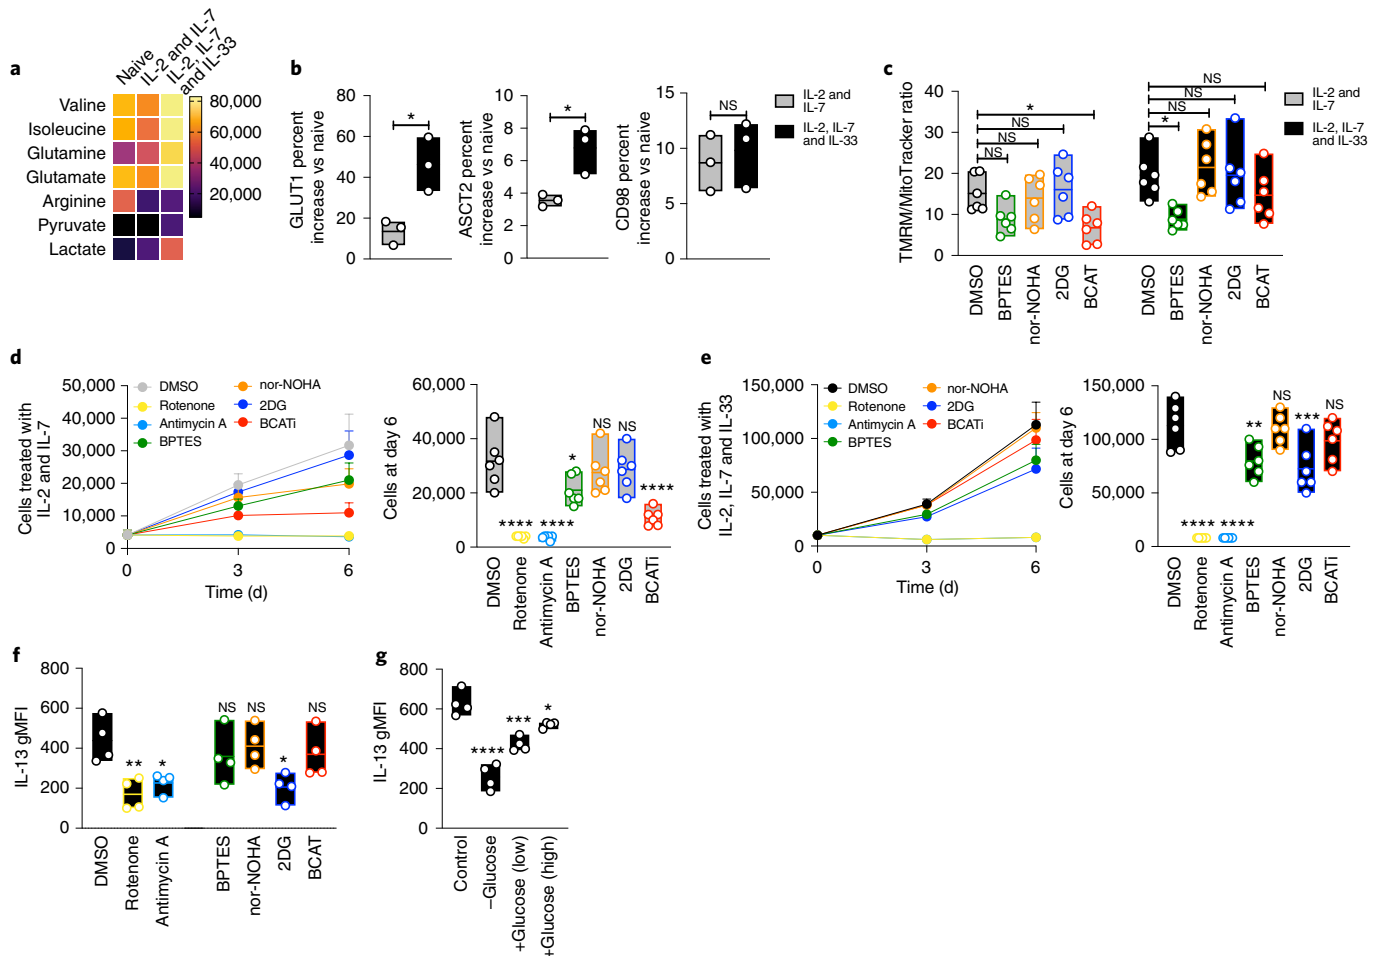 a
Naive
IL-2 and IL-7
IL-2, IL-7
and IL-33
Valine
Isoleucine
Glutamine
Glutamate
Arginine
Pyruvate
Lactate
80,000
60,000
40,000
20,000
b
GLUT1 percent
increase vs naive
80
60
40
20
0
*
ASCT2 percent
increase vs naive
10
8
6
4
2
0
*
CD98 percent
increase vs naive
15
10
5
0
NS
IL-2 and
IL-7
IL-2, IL-7
and IL-33
c
TMRM/MitoTracker ratio
40
30
20
10
0
*
NS
NS
NS
NS
NS
NS
*
DMSO
BPTES
nor-NOHA
2DG
BCAT
DMSO
BPTES
nor-NOHA
2DG
BCAT
IL-2 and
IL-7
IL-2, IL-7
and IL-33
d
Cells treated with
IL-2 and IL-7
50,000
40,000
30,000
20,000
10,000
0
DMSO
Rotenone
Antimycin A
BPTES
nor-NOHA
2DG
BCATi
0
3
6
Time (d)
Cells at day 6
60,000
40,000
20,000
0
****
****
*
NS
NS
****
DMSO
Rotenone
Antimycin A
BPTES
nor-NOHA
2DG
BCATi
e
Cells treated with
IL-2, IL-7 and IL-33
150,000
100,000
50,000
0
DMSO
Rotenone
Antimycin A
BPTES
nor-NOHA
2DG
BCATi
0
3
6
Time (d)
Cells at day 6
150,000
100,000
50,000
0
****
****
**
NS
***
NS
DMSO
Rotenone
Antimycin A
BPTES
nor-NOHA
2DG
BCATi
f
IL-13 gMFI
800
600
400
200
0
**
*
NS
NS
*
NS
DMSO
Rotenone
Antimycin A
BPTES
nor-NOHA
2DG
BCAT
g
IL-13 gMFI
800
600
400
200
0
****
***
*
Control
–Glucose
+Glucose (low)
+Glucose (high)